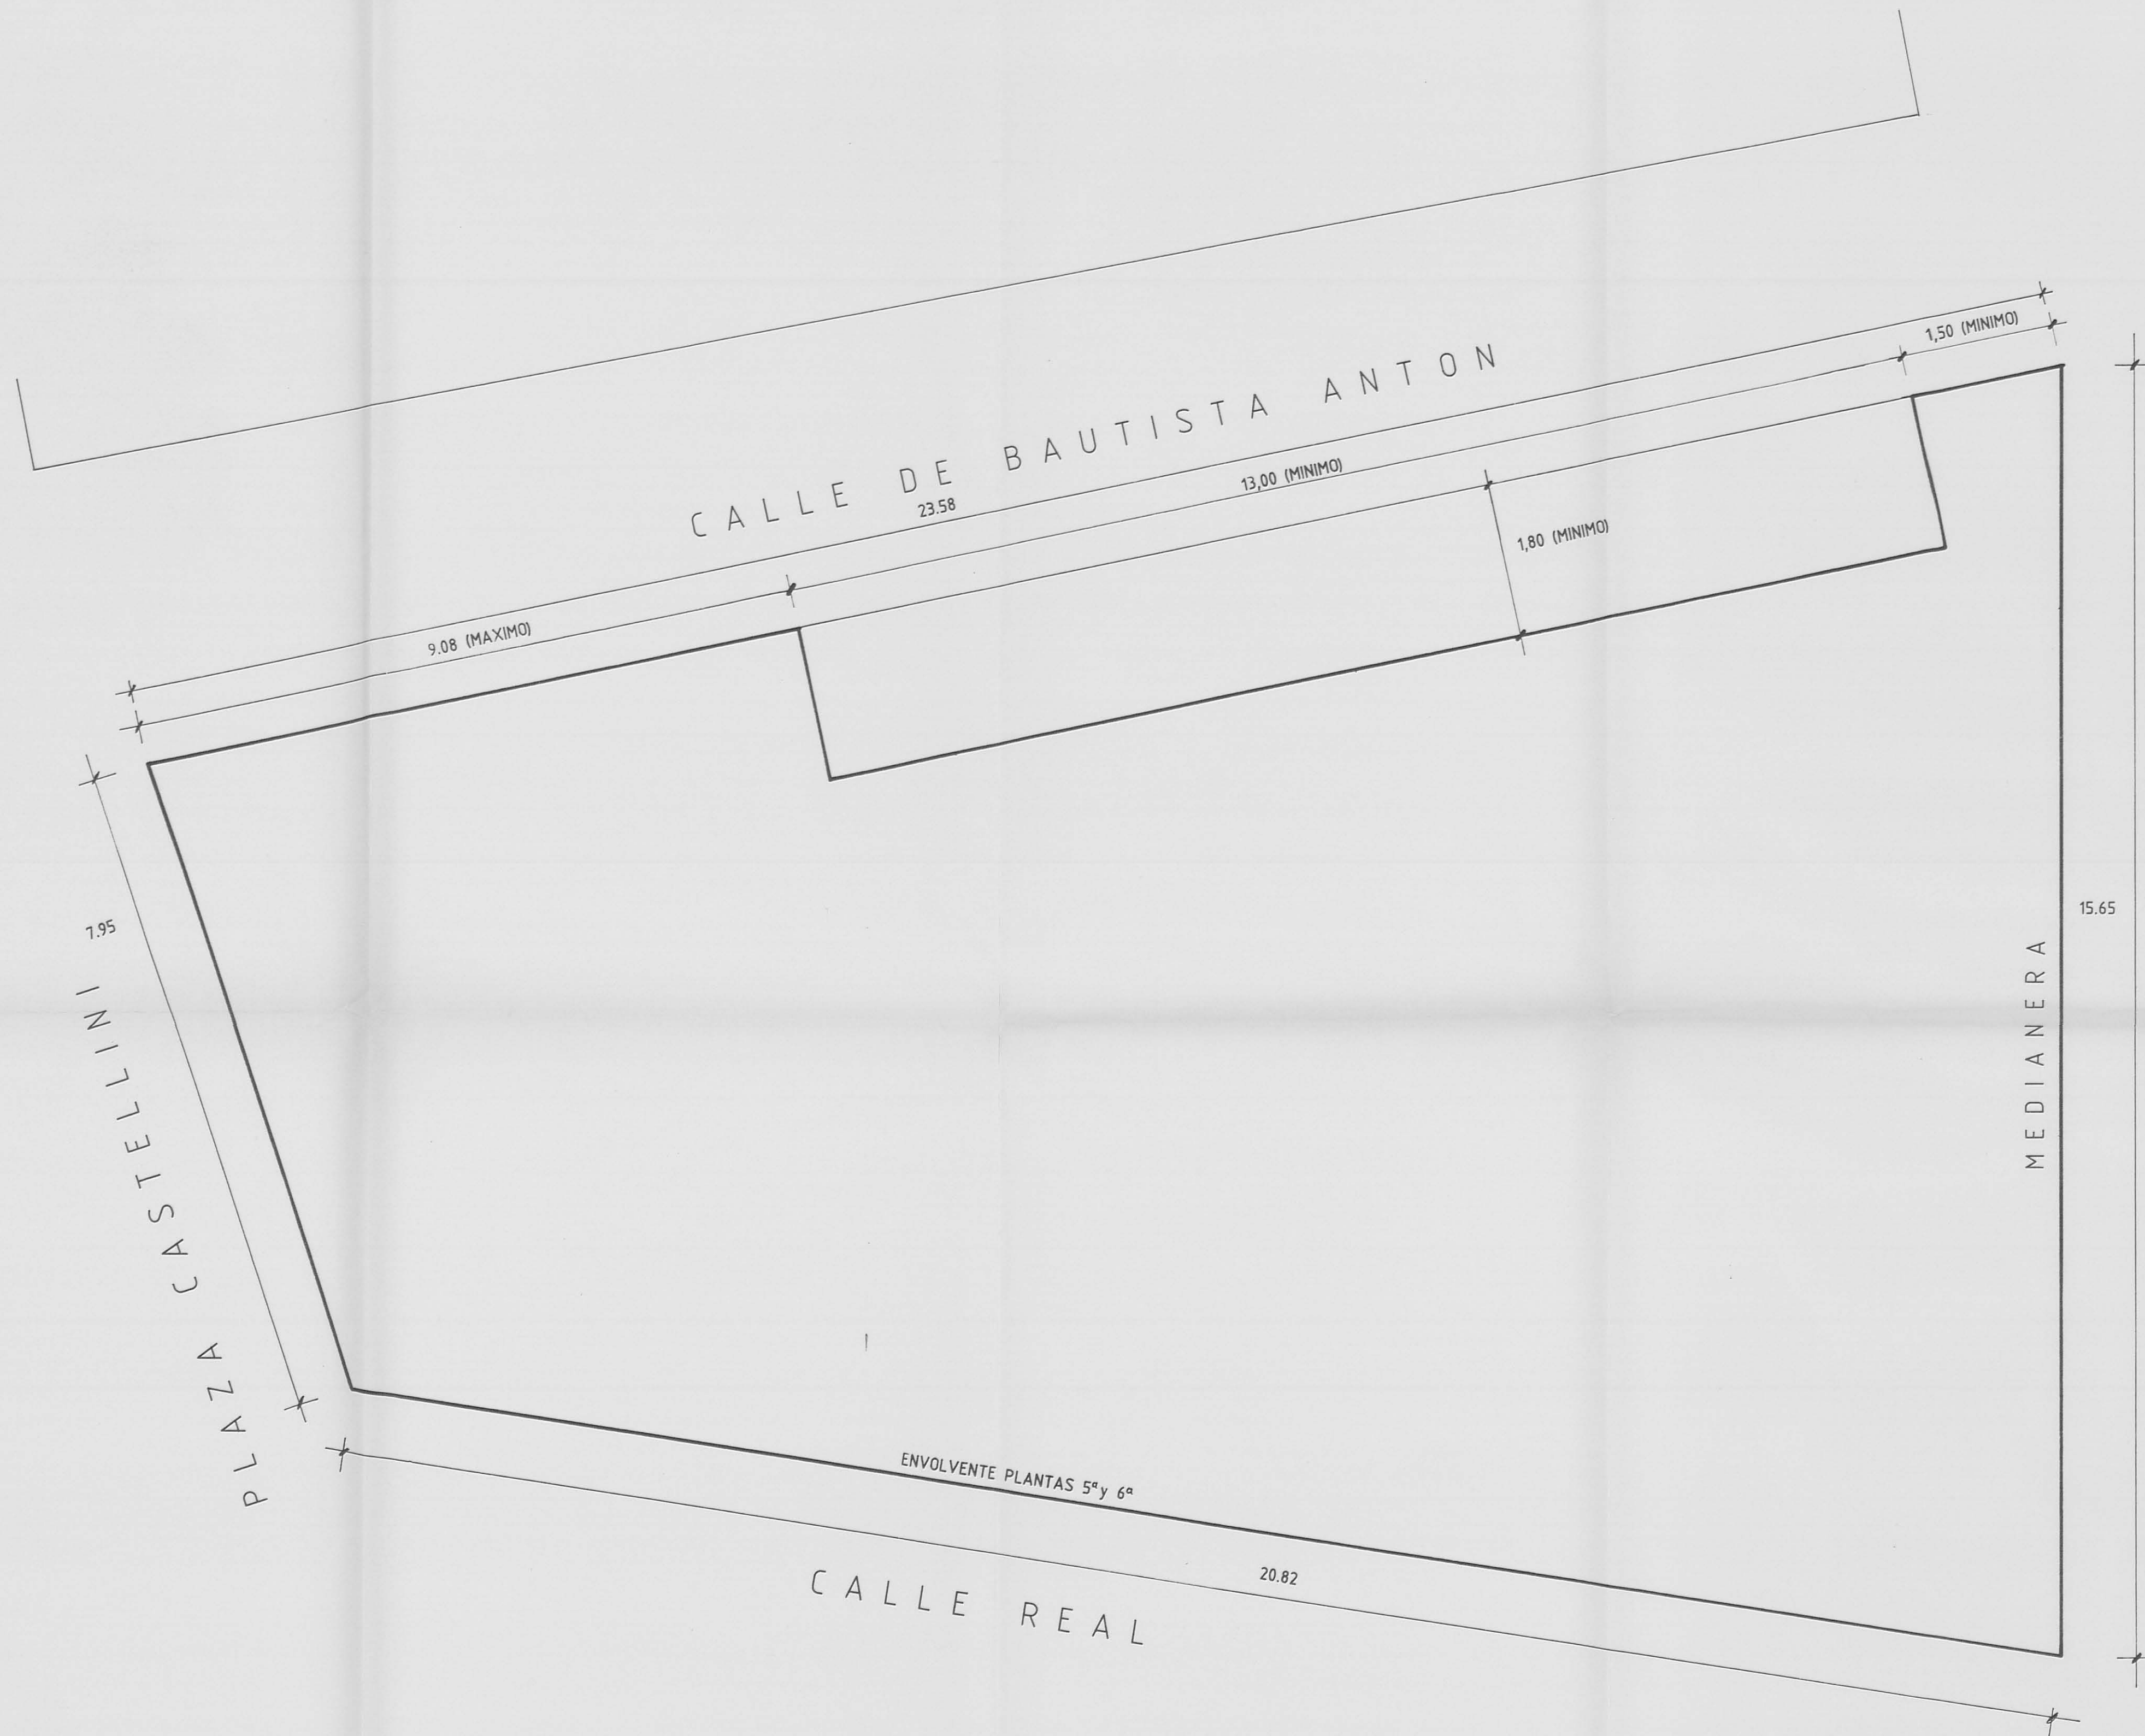 1,50 (MINIMO)
CALLE DE BAUTISTA ANTON
23.58
13,00 (MINIMO)
1,80 (MINIMO)
9.08 (MAXIMO)
7.95
PLAZA CASTELLINI
15.65
MEDIANERA
ENVOLVENTE PLANTAS 5ª y 6ª
20.82
CALLE REAL